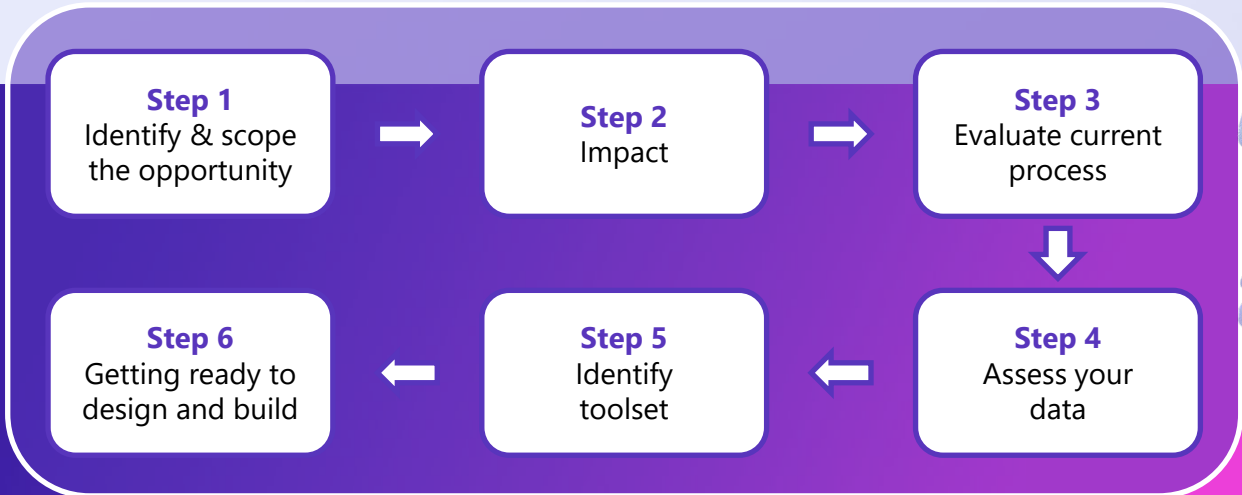 Step 1
Identify & scope
the opportunity
Step 2
Impact
Step 3
Evaluate current
process
Step 4
Assess your
data
Step 5
Identify
toolset
Step 6
Getting ready to
design and build